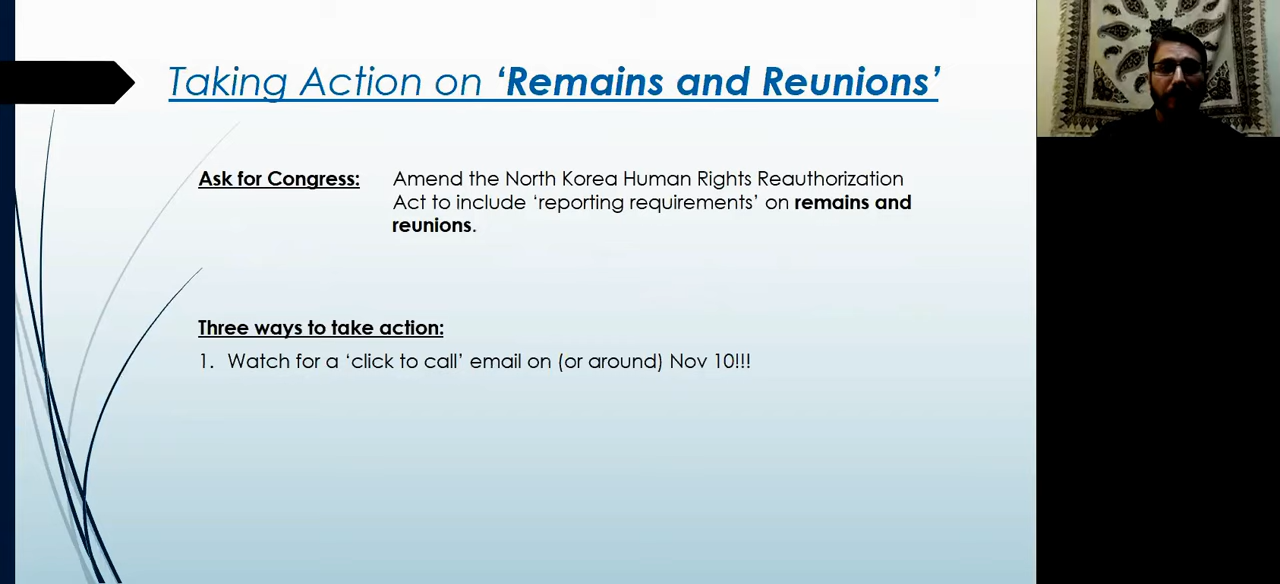 Taking Action on ‘Remains and Reunions’
Ask for Congress: Amend the North Korea Human Rights Reauthorization
Act to include ‘reporting requirements’ on remains and
reunions.
Three ways to take action:
1. Watch for a ‘click to call’ email on (or around) Nov 10!!!